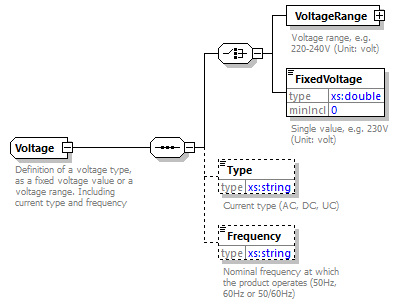 VoltageRange
Voltage range, e.g.
220-240V (Unit: volt)
FixedVoltage
type xs:double
minIncl 0
Single value, e.g. 230V
(Unit: volt)
Voltage
Definition of a voltage type,
as a fixed voltage value or a
voltage range. Including
current type and frequency
Type
type xs:string
Current type (AC, DC, UC)
Frequency
type xs:string
Nominal frequency at which
the product operates (50Hz,
60Hz or 50/60Hz)